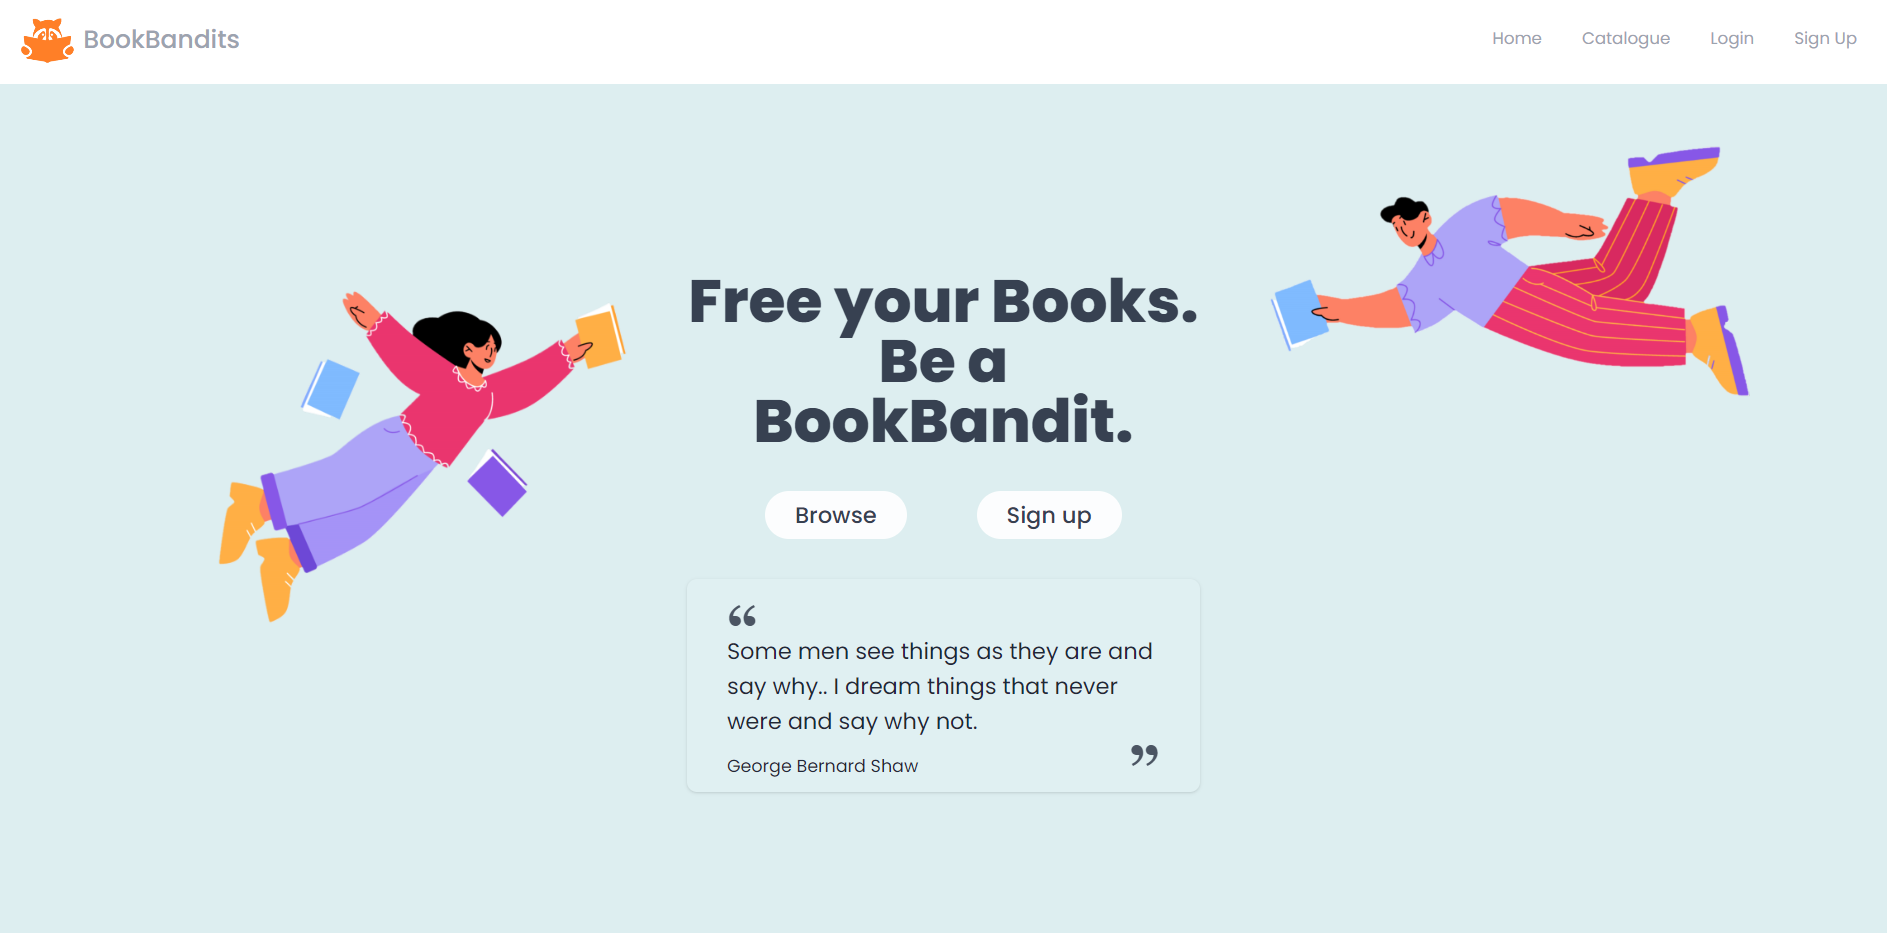 BookBandits
Home Catalogue Login Sign Up
Free your Books.
Be a
BookBandit.
Browse Sign up
“
Some men see things as they are and
say why.. I dream things that never
were and say why not.
George Bernard Shaw
”